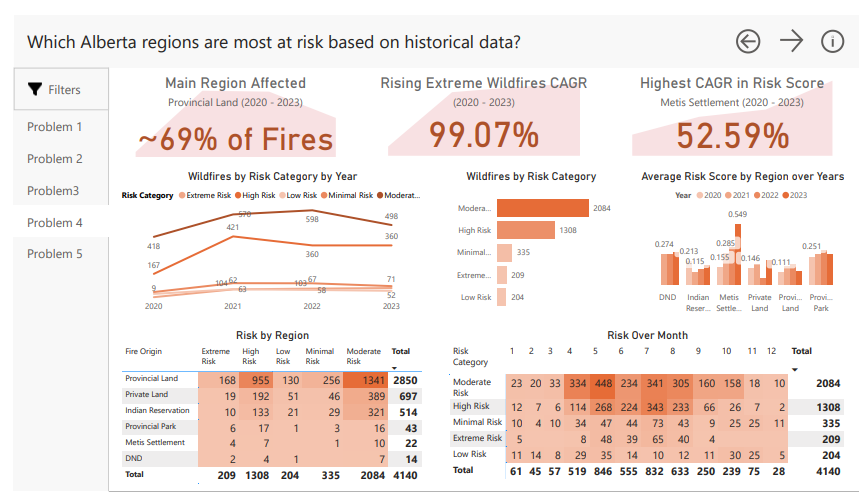 Which Alberta regions are most at risk based on historical data?
Filters
Problem 1
Problem 2
Problem3
Problem 4
Problem 5
Main Region Affected
Provincial Land (2020 - 2023)
~69% of Fires
Rising Extreme Wildfires CAGR
(2020 - 2023)
99.07%
Highest CAGR in Risk Score
Metis Settlement (2020 - 2023)
52.59%
Wildfires by Risk Category by Year
Risk Category Extreme Risk High Risk Low Risk Minimal Risk Moderat...
418 570 598 498
167 421 360 360
9 104 62 103 67 71
63 58 52
2020 2021 2022 2023
Wildfires by Risk Category
Modera... 2084
High Risk 1308
Minimal... 335
Extreme... 209
Low Risk 204
Average Risk Score by Region over Years
Year 2020 2021 2022 2023
0.549
0.274 0.213 0.285 0.251
0.115 0.155 0.146 0.111
DND Indian Metis Private Provi... Provi...
Reser... Settle... Land Land Park
Risk by Region
Fire Origin Extreme Risk High Risk Low Risk Minimal Risk Moderate Risk Total
Provincial Land 168 955 130 256 1341 2850
Private Land 19 192 51 46 389 697
Indian Reservation 10 133 21 29 321 514
Provincial Park 6 17 1 3 16 43
Metis Settlement 4 7 1 10 22
DND 2 4 1 7 14
Total 209 1308 204 335 2084 4140
Risk Over Month
Risk Category 1 2 3 4 5 6 7 8 9 10 11 12 Total
Moderate Risk 23 20 33 334 448 234 341 305 160 158 18 10 2084
High Risk 12 7 6 114 268 224 343 233 66 26 7 2 1308
Minimal Risk 10 4 10 34 47 44 73 43 9 25 25 11 335
Extreme Risk 5 8 48 39 65 40 4 209
Low Risk 11 14 8 29 35 14 10 12 11 30 25 5 204
Total 61 45 57 519 846 555 832 633 250 239 75 28 4140